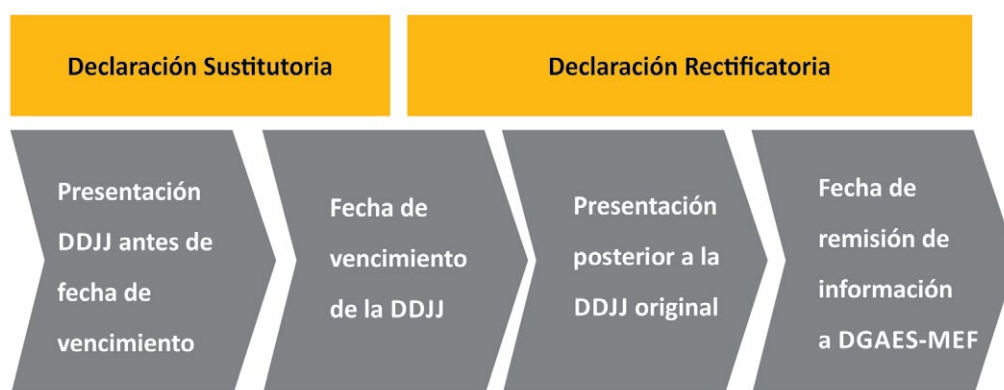 Declaración Sustitutoria
Declaración Rectificatoria
Presentación
DDJJ antes de
fecha de
vencimiento
Fecha de
vencimiento
de la DDJJ
Presentación
posterior a la
DDJJ original
Fecha de
remisión de
información
a DGAES-MEF